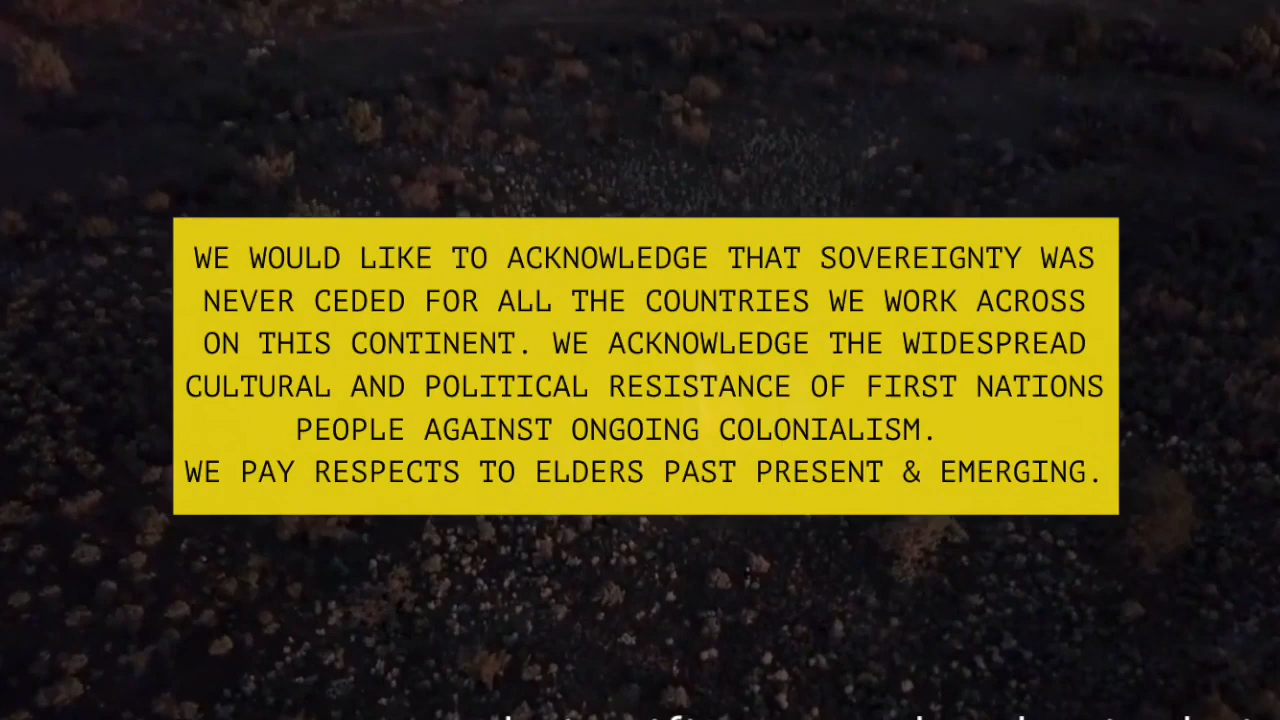 WE WOULD LIKE TO ACKNOWLEDGE THAT SOVEREIGNTY WAS
NEVER CEDED FOR ALL THE COUNTRIES WE WORK ACROSS
ON THIS CONTINENT. WE ACKNOWLEDGE THE WIDESPREAD
CULTURAL AND POLITICAL RESISTANCE OF FIRST NATIONS
PEOPLE AGAINST ONGOING COLONIALISM.
WE PAY RESPECTS TO ELDERS PAST PRESENT & EMERGING.